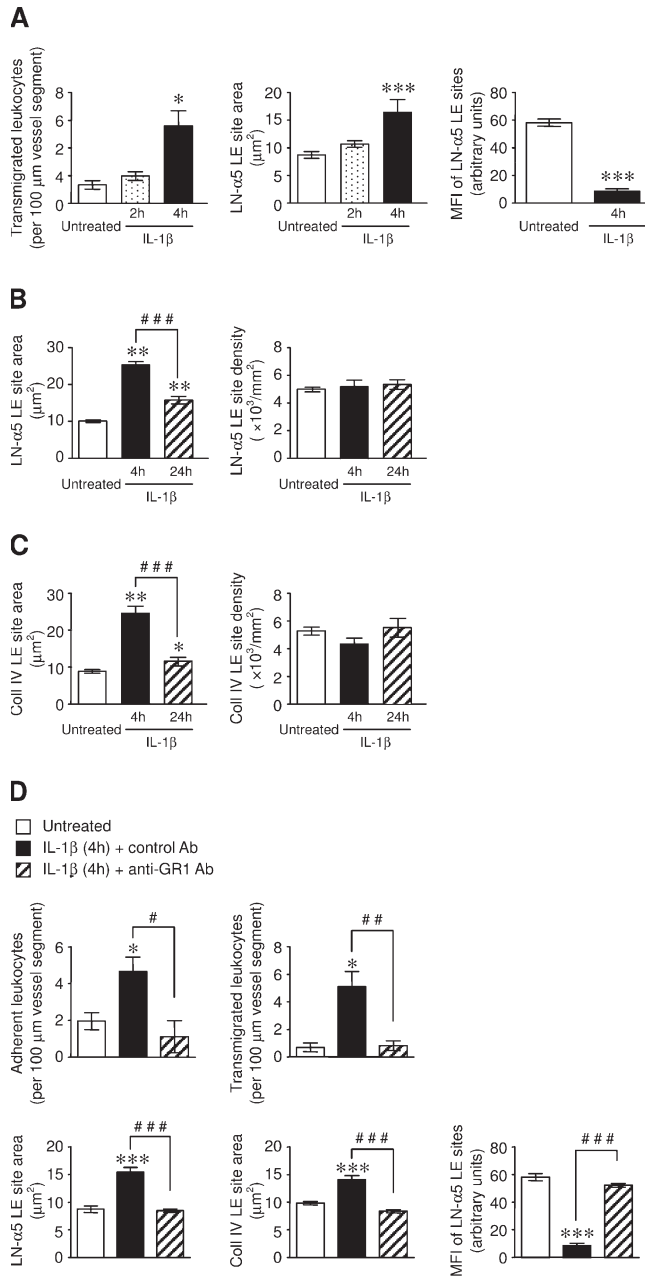 A
Transmigrated leukocytes
(per 100 μm vessel segment)
8
6
2
4
0
*
2h
4h
Untreated
IL-1β
LN-α5 LE site area
(μm²)
20
15
10
5
0
***
2h
4h
Untreated
IL-1β
MFI of LN-α5 LE sites
(arbitrary units)
80
60
40
20
0
***
4h
Untreated
IL-1β
B
LN-α5 LE site area
(μm²)
30
20
10
0
# # #
**
**
4h
24h
Untreated
IL-1β
LN-α5 LE site density
( ×10³/mm²)
8
6
4
2
0
4h
24h
Untreated
IL-1β
C
Coll IV LE site area
(μm²)
30
20
10
0
# # #
**
*
4h
24h
Untreated
IL-1β
Coll IV LE site density
( ×10³/mm²)
8
6
4
2
0
4h
24h
Untreated
IL-1β
D
Untreated
IL-1β (4h) + control Ab
IL-1β (4h) + anti-GR1 Ab
Adherent leukocytes
(per 100 μm vessel segment)
6
4
2
0
#
*
Transmigrated leukocytes
(per 100 μm vessel segment)
8
6
4
2
0
# #
*
LN-α5 LE site area
(μm²)
20
15
10
5
0
# # #
***
Coll IV LE site area
(μm²)
20
15
10
5
0
# # #
***
MFI of LN-α5 LE sites
(arbitrary units)
80
60
40
20
0
# # #
***